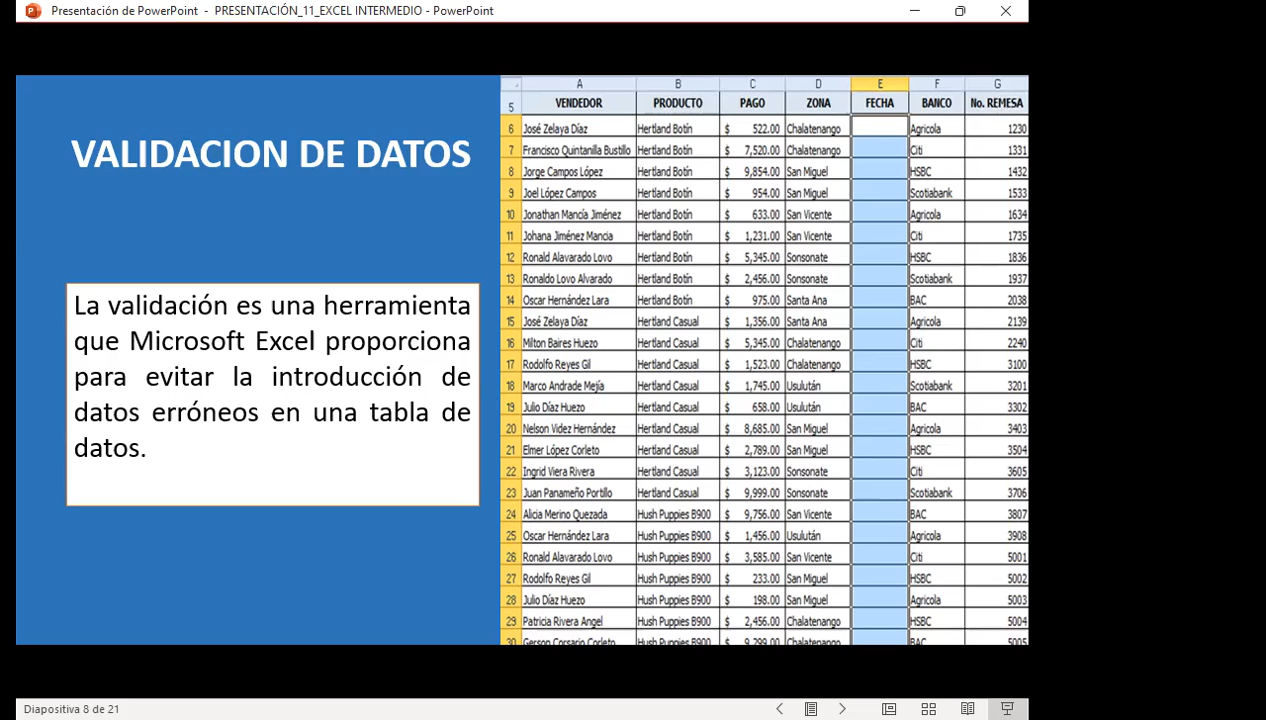 Presentación de PowerPoint - PRESENTACIÓN_11_EXCEL INTERMEDIO - PowerPoint
VALIDACION DE DATOS
La validación es una herramienta
que Microsoft Excel proporciona
para evitar la introducción de
datos erróneos en una tabla de
datos.
A B C D E F G
5 VENDEDOR PRODUCTO PAGO ZONA FECHA BANCO No. REMESA
6 José Zelaya Díaz Hertland Botín $ 522.00 Chalatenango Agricola 1230
7 Francisco Quintanilla Bustillo Hertland Botín $ 7,520.00 Chalatenango Citi 1331
8 Jorge Campos López Hertland Botín $ 9,854.00 San Miguel HSBC 1432
9 Joel López Campos Hertland Botín $ 954.00 San Miguel Scotiabank 1533
10 Jonathan Mancía Jiménez Hertland Botín $ 633.00 San Vicente Agricola 1634
11 Johana Jiménez Mancia Hertland Botín $ 1,231.00 San Vicente Citi 1735
12 Ronald Alavarado Lovo Hertland Botín $ 5,345.00 Sonsonate HSBC 1836
13 Ronaldo Lovo Alvarado Hertland Botín $ 2,456.00 Sonsonate Scotiabank 1937
14 Oscar Hernández Lara Hertland Botín $ 975.00 Santa Ana BAC 2038
15 José Zelaya Díaz Hertland Casual $ 1,356.00 Santa Ana Agricola 2139
16 Milton Baires Huezo Hertland Casual $ 5,345.00 Chalatenango Citi 2240
17 Rodolfo Reyes Gil Hertland Casual $ 1,523.00 Chalatenango HSBC 3100
18 Marco Andrade Mejía Hertland Casual $ 1,745.00 Usulután Scotiabank 3201
19 Julio Díaz Huezo Hertland Casual $ 658.00 Usulután BAC 3302
20 Nelson Videz Hernández Hertland Casual $ 8,685.00 San Miguel Agricola 3403
21 Elmer López Corleto Hertland Casual $ 2,789.00 San Miguel HSBC 3504
22 Ingrid Viera Rivera Hertland Casual $ 3,123.00 Sonsonate Citi 3605
23 Juan Panameño Portillo Hertland Casual $ 9,999.00 Sonsonate Scotiabank 3706
24 Alicia Merino Quezada Hush Puppies B900 $ 9,756.00 San Vicente BAC 3807
25 Oscar Hernández Lara Hush Puppies B900 $ 1,456.00 Usulután Agricola 3908
26 Ronald Alavarado Lovo Hush Puppies B900 $ 3,585.00 San Vicente Citi 5001
27 Rodolfo Reyes Gil Hush Puppies B900 $ 233.00 San Miguel HSBC 5002
28 Julio Díaz Huezo Hush Puppies B900 $ 198.00 San Miguel Agricola 5003
29 Patricia Rivera Angel Hush Puppies B900 $ 2,456.00 Chalatenango HSBC 5004
30 Gerson Corsario Corleto Hush Puppies B900 $ 9,299.00 Chalatenango BAC 5005
Diapositiva 8 de 21